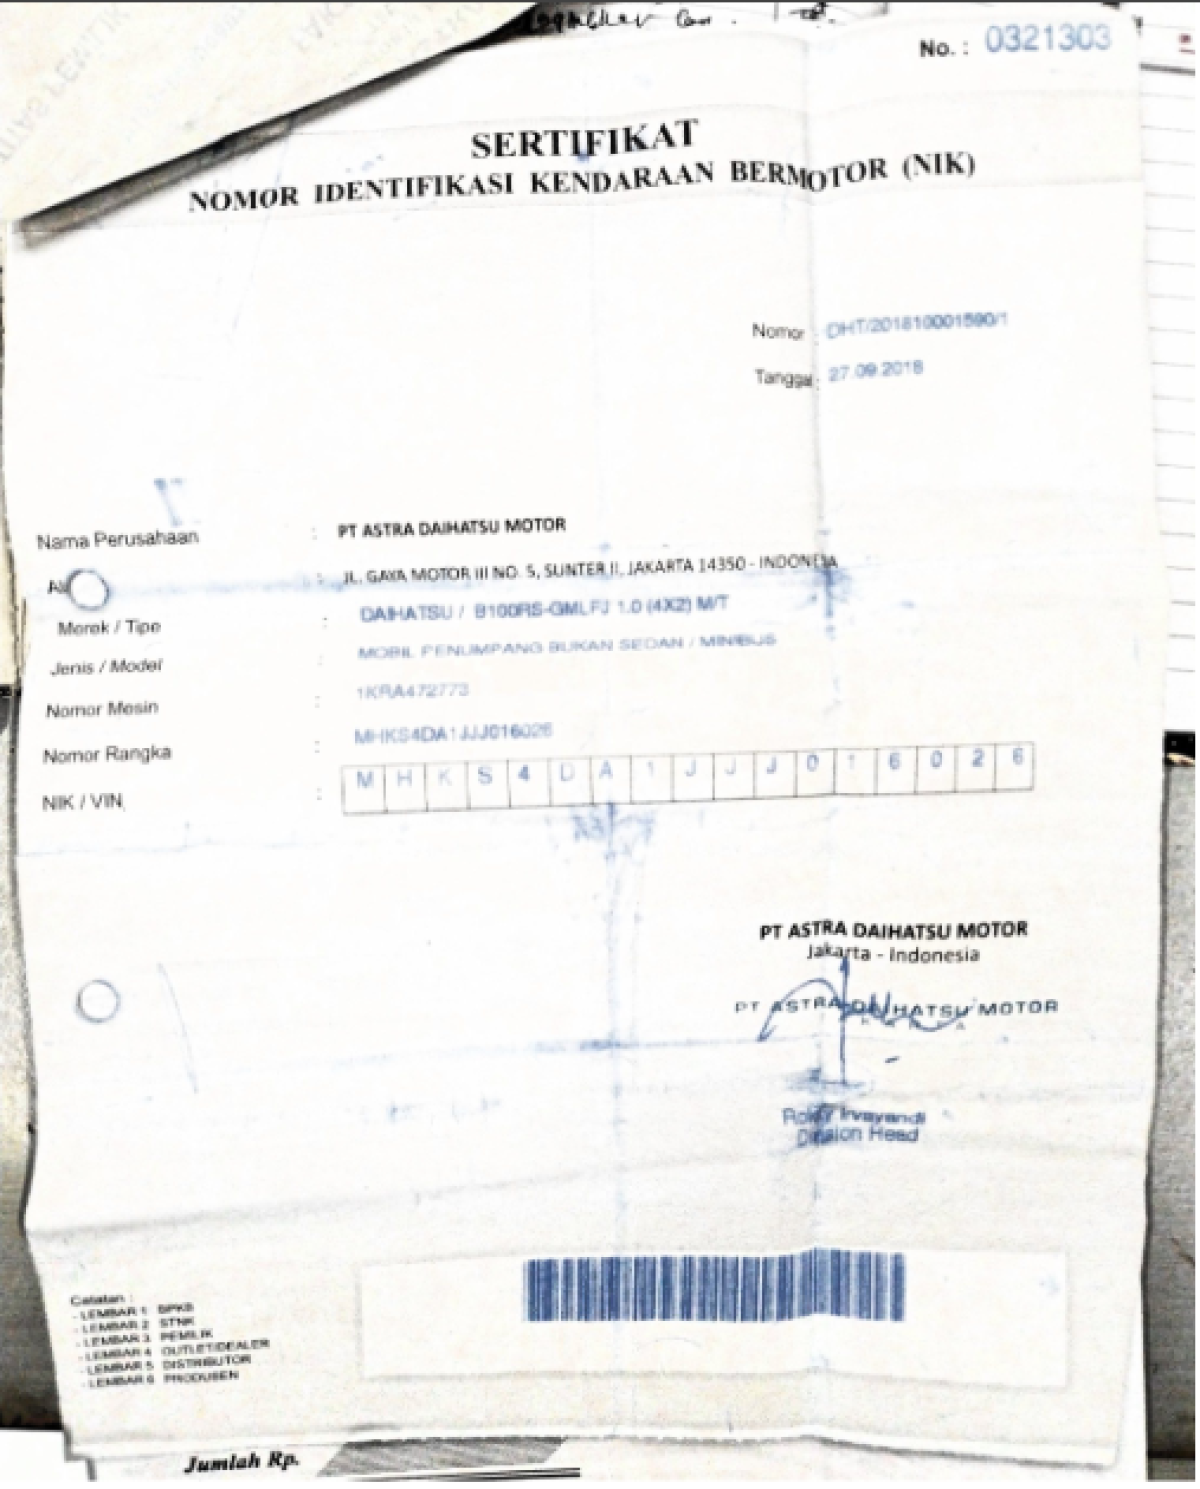 No. : 0321303
SERTIFIKAT
NOMOR IDENTIFIKASI KENDARAAN BERMOTOR (NIK)
Nomor : DHT/201810001590/1
Tanggal : 27.09.2018
Nama Perusahaan : PT ASTRA DAIHATSU MOTOR
: JL. GAYA MOTOR III NO. 5, SUNTER II, JAKARTA 14350 - INDONESIA
Merek / Tipe : DAIHATSU / B100RS-GMLFJ 1.0 (4X2) M/T
Jenis / Model : MOBIL PENUMPANG BUKAN SEDAN / MINIBUS
Nomor Mesin : 1KRA472773
Nomor Rangka : MHKS4DA1JJJ016026
NIK / VIN : M H K S 4 D A 1 J J J 0 1 6 0 2 6
PT ASTRA DAIHATSU MOTOR
Jakarta - Indonesia
PT ASTRA DAIHATSU MOTOR
Irvayandi
Division Head
Catatan :
- LEMBAR 1 BPKB
- LEMBAR 2 STNK
- LEMBAR 3 PEMILIK
- LEMBAR 4 OUTLET/DEALER
- LEMBAR 5 DISTRIBUTOR
- LEMBAR 6 PRODUSEN
Jumlah Rp.